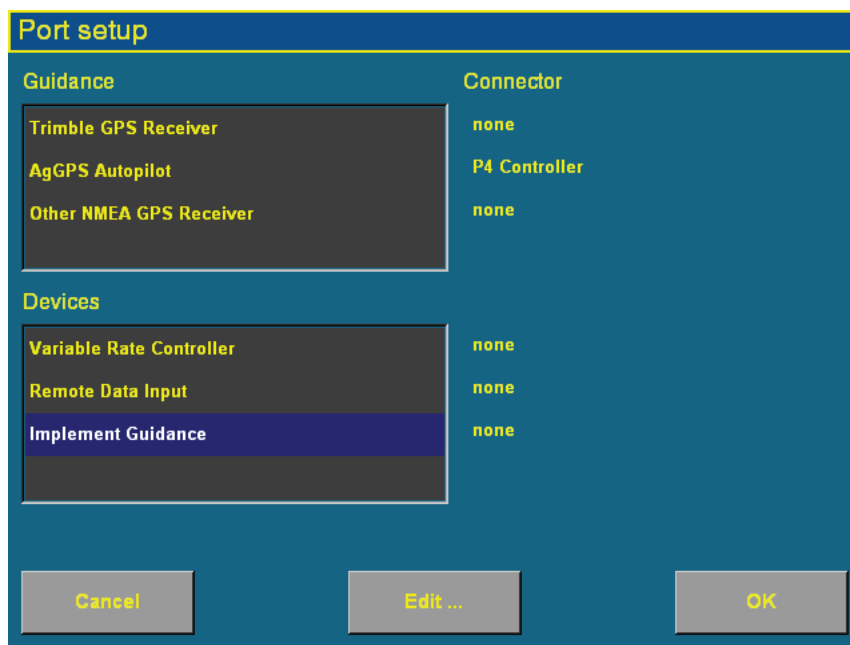 Port setup
Guidance Connector
Trimble GPS Receiver none
AgGPS Autopilot P4 Controller
Other NMEA GPS Receiver none
Devices
Variable Rate Controller none
Remote Data Input none
Implement Guidance none
Cancel Edit ... OK